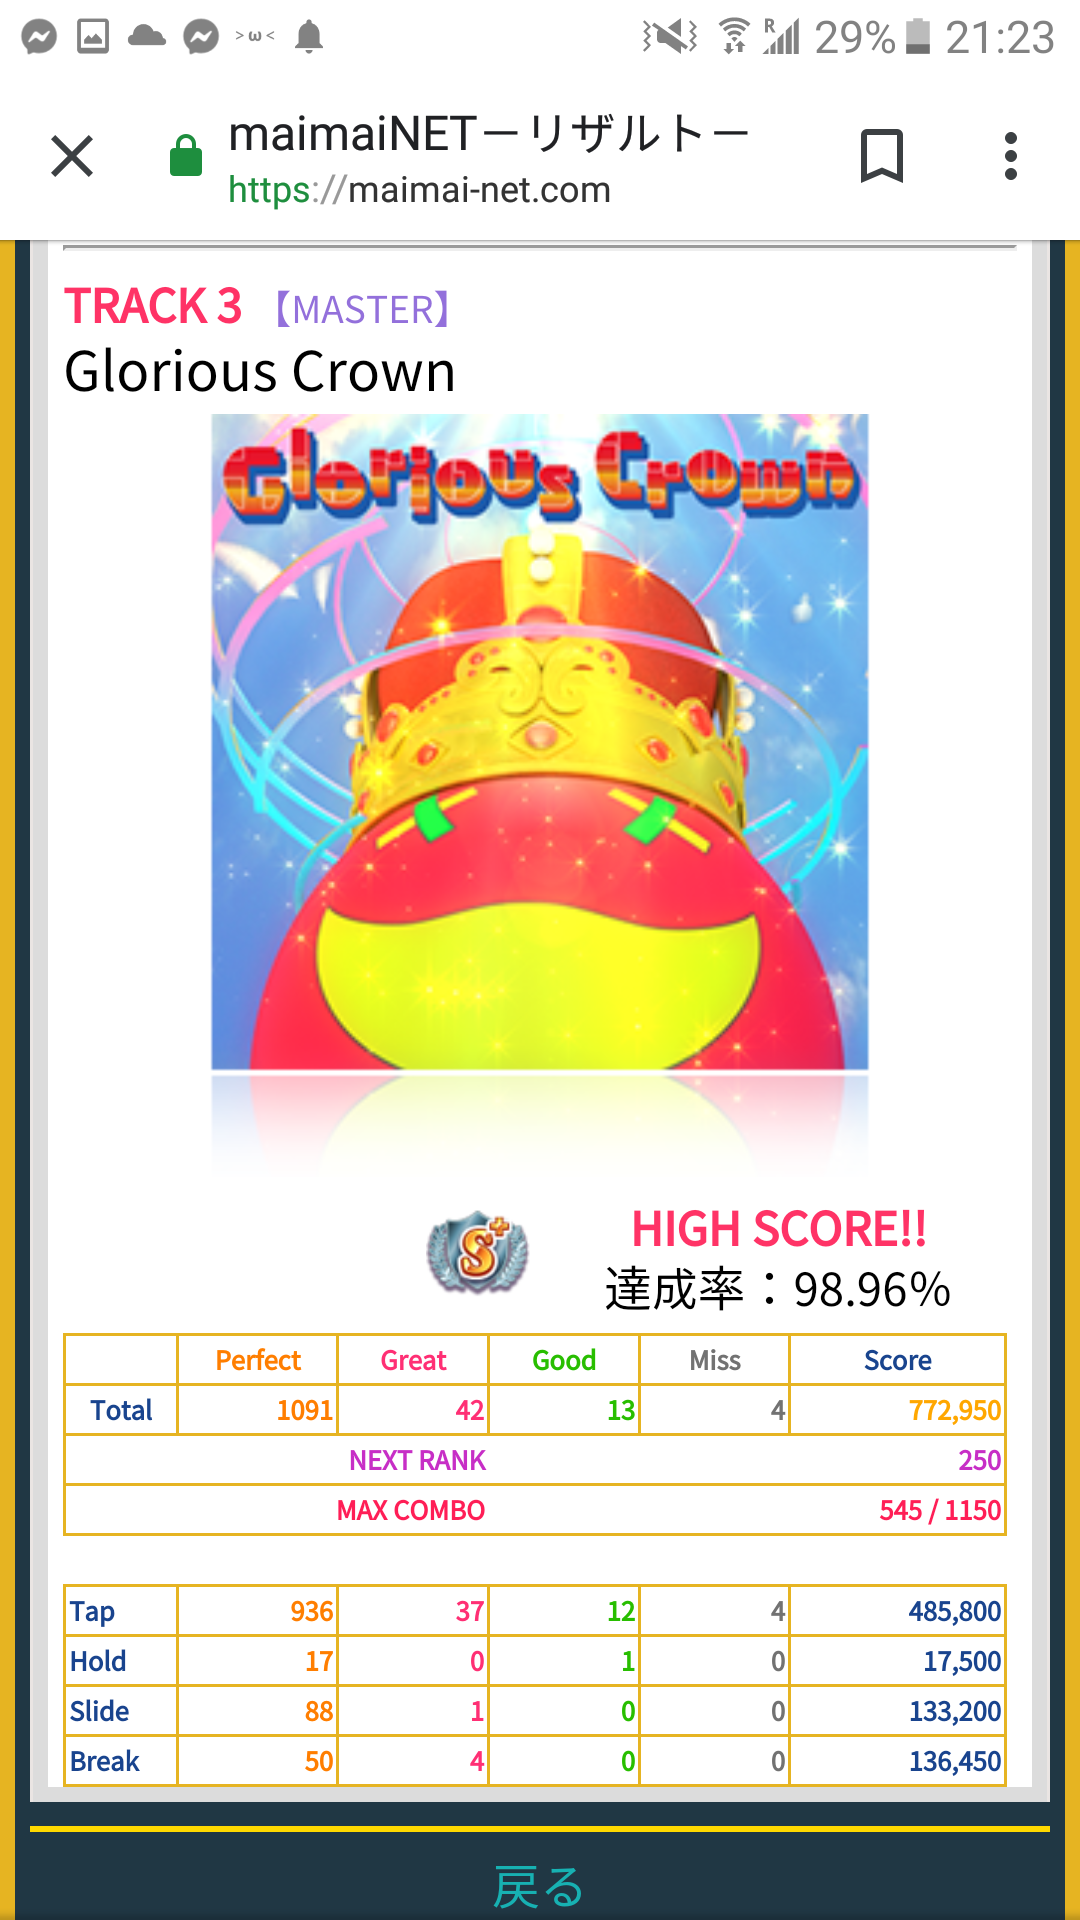 >ω< R 29% 21:23
maimaiNETーリザルトー
https://maimai-net.com
TRACK 3 【MASTER】
Glorious Crown
Glorious Crown
S+
HIGH SCORE!!
達成率：98.96%
Perfect Great Good Miss Score
Total 1091 42 13 4 772,950
NEXT RANK 250
MAX COMBO 545 / 1150
Tap 936 37 12 4 485,800
Hold 17 0 1 0 17,500
Slide 88 1 0 0 133,200
Break 50 4 0 0 136,450
戻る